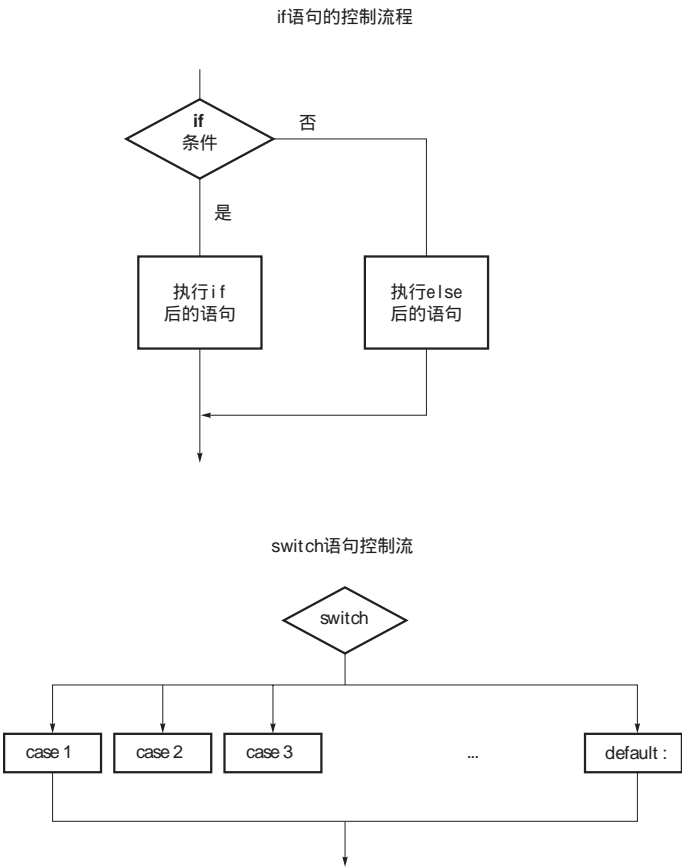 if语句的控制流程
if
条件
否
是
执行if
后的语句
执行else
后的语句
switch语句控制流
switch
case 1
case 2
case 3
...
default :